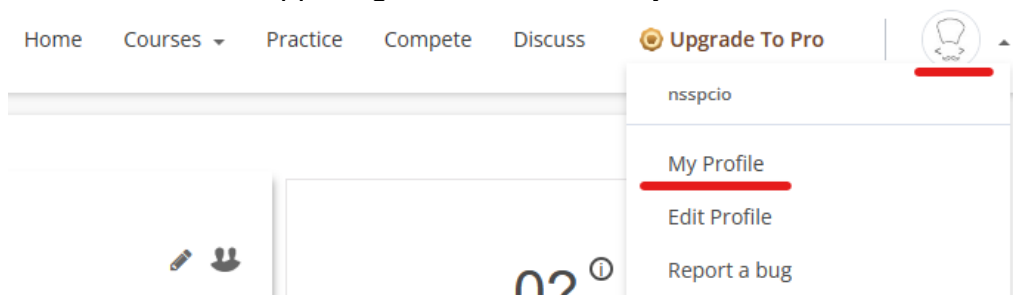 Home Courses Practice Compete Discuss Upgrade To Pro
nsspcio
My Profile
Edit Profile
Report a bug